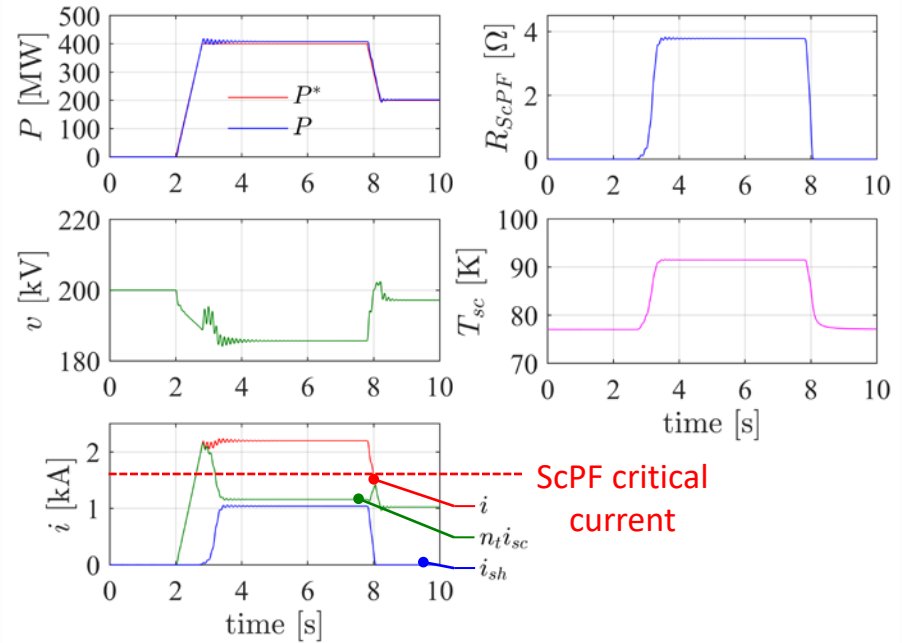 500
400
300
200
100
0
P [MW]
P*
P
0 2 4 6 8 10
4
2
0
R_ScPF [Ω]
0 2 4 6 8 10
220
200
180
v [kV]
0 2 4 6 8 10
100
90
80
70
T_sc [K]
0 2 4 6 8 10
time [s]
2
1
0
i [kA]
0 2 4 6 8 10
time [s]
ScPF critical
current
i
n_t i_sc
i_sh